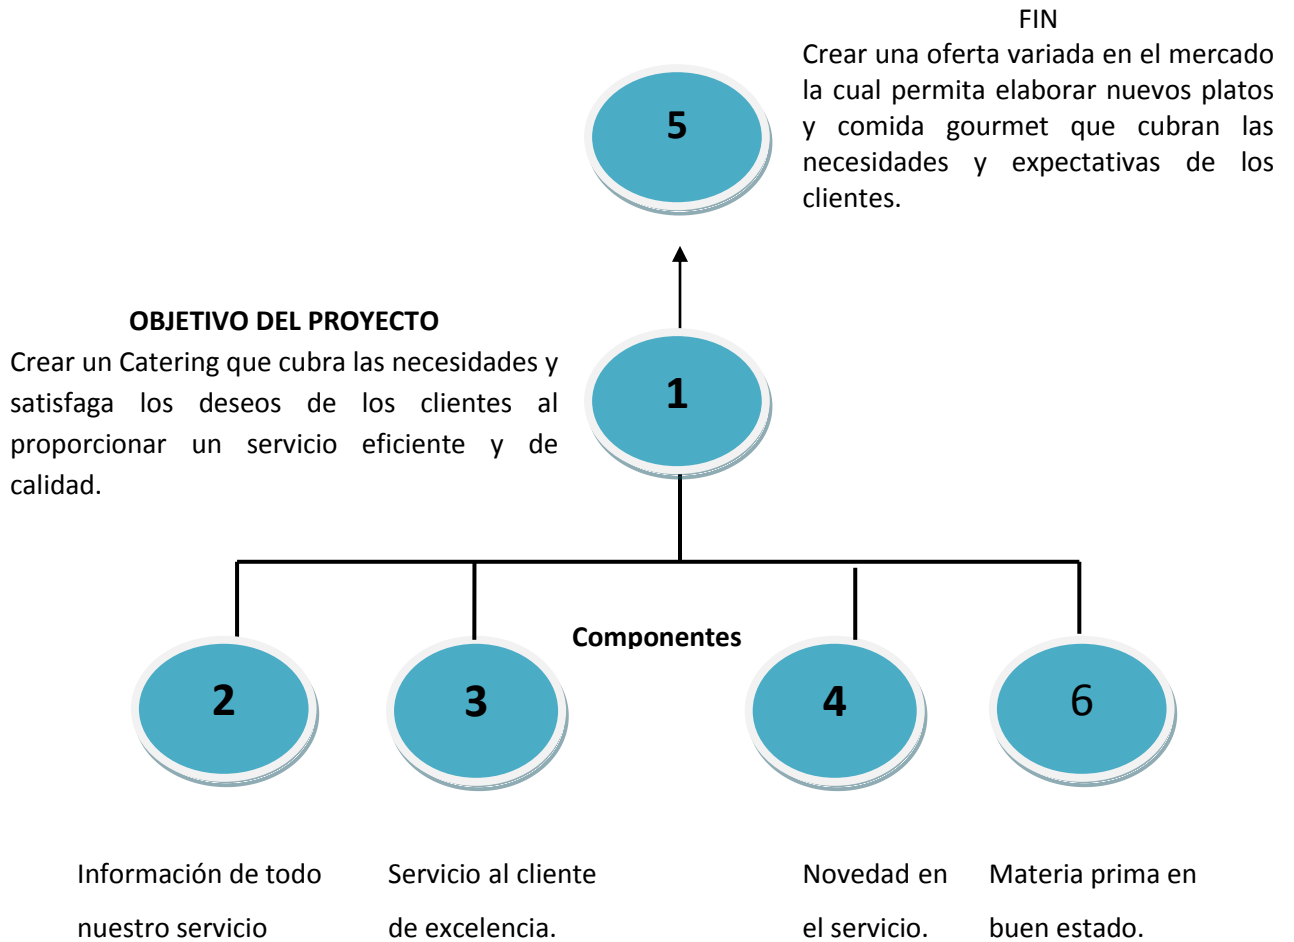 FIN
Crear una oferta variada en el mercado
la cual permita elaborar nuevos platos
y comida gourmet que cubran las
necesidades y expectativas de los
clientes.
5
OBJETIVO DEL PROYECTO
Crear un Catering que cubra las necesidades y
satisfaga los deseos de los clientes al
proporcionar un servicio eficiente y de
calidad.
1
Componentes
2
3
4
6
Información de todo
nuestro servicio
Servicio al cliente
de excelencia.
Novedad en
el servicio.
Materia prima en
buen estado.